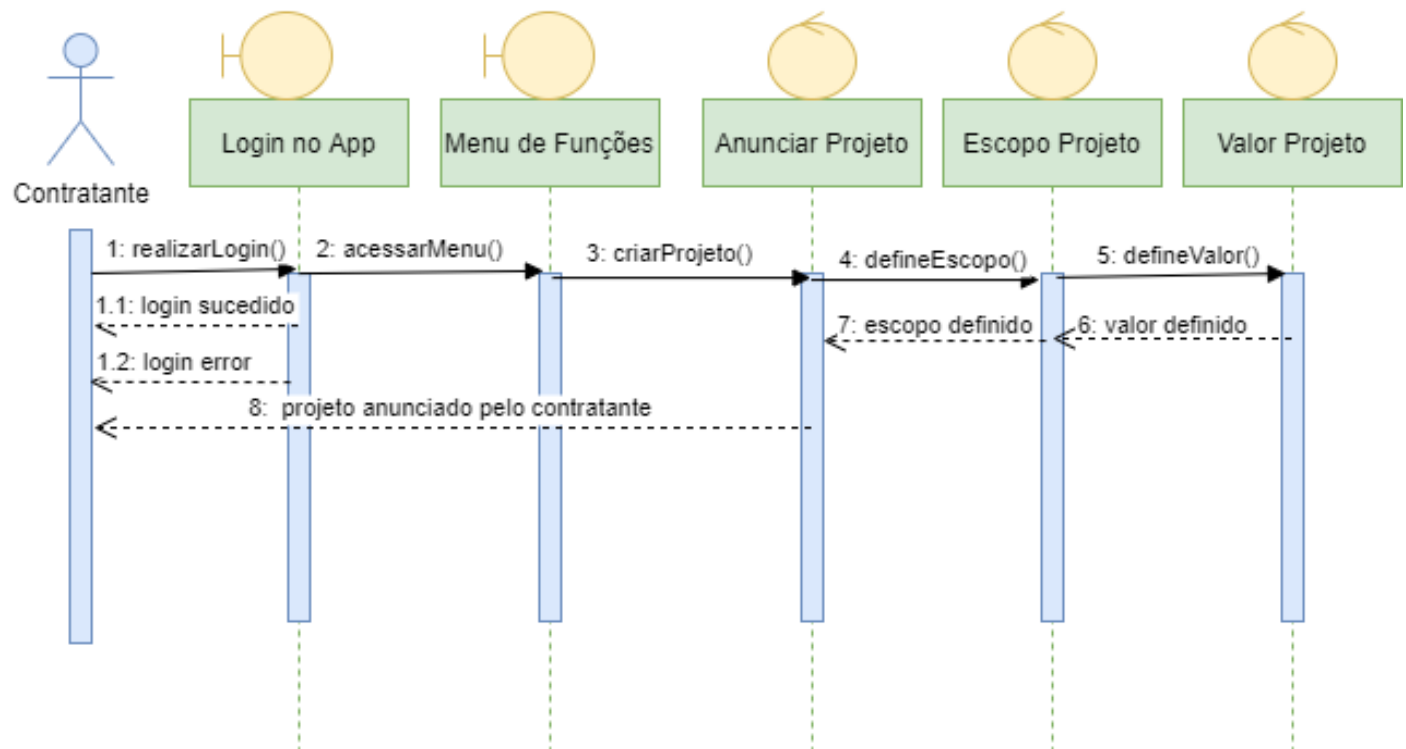 Contratante
Login no App
Menu de Funções
Anunciar Projeto
Escopo Projeto
Valor Projeto
1: realizarLogin()
2: acessarMenu()
3: criarProjeto()
4: defineEscopo()
5: defineValor()
1.1: login sucedido
7: escopo definido
6: valor definido
1.2: login error
8: projeto anunciado pelo contratante